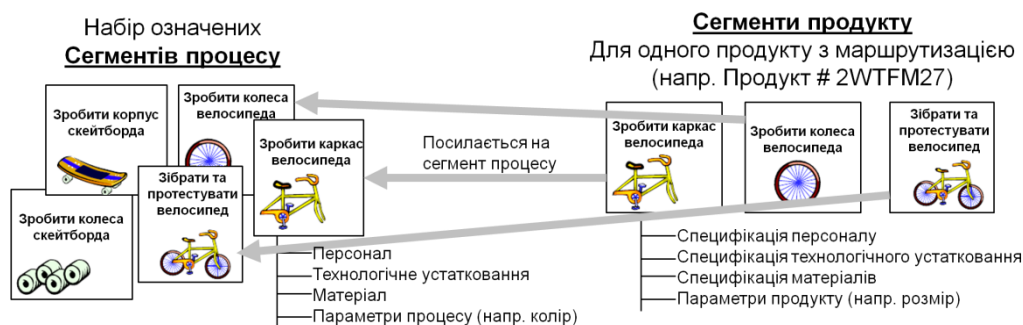 Набір означених
Сегментів процесу
Зробити корпус
скейтборда
Зробити колеса
велосипеда
Зробити каркас
велосипеда
Зібрати та
протестувати
велосипед
Зробити колеса
скейтборда
Персонал
Технологічне устатковання
Матеріал
Параметри процесу (напр. колір)
Посилається на
сегмент процесу
Сегменти продукту
Для одного продукту з маршрутизацією
(напр. Продукт # 2WTFM27)
Зробити каркас
велосипеда
Зробити колеса
велосипеда
Зібрати та
протестувати
велосипед
Специфікація персоналу
Специфікація технологічного устатковання
Специфікація матеріалів
Параметри продукту (напр. розмір)